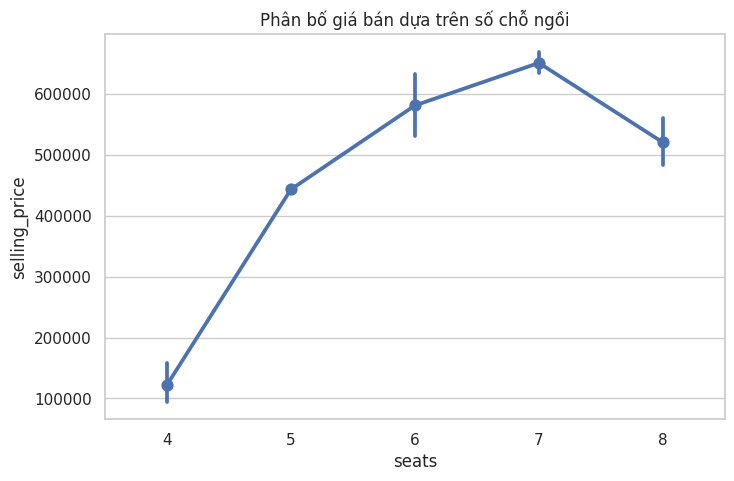 Phân bố giá bán dựa trên số chỗ ngồi
selling_price
600000
500000
400000
300000
200000
100000
4 5 6 7 8
seats